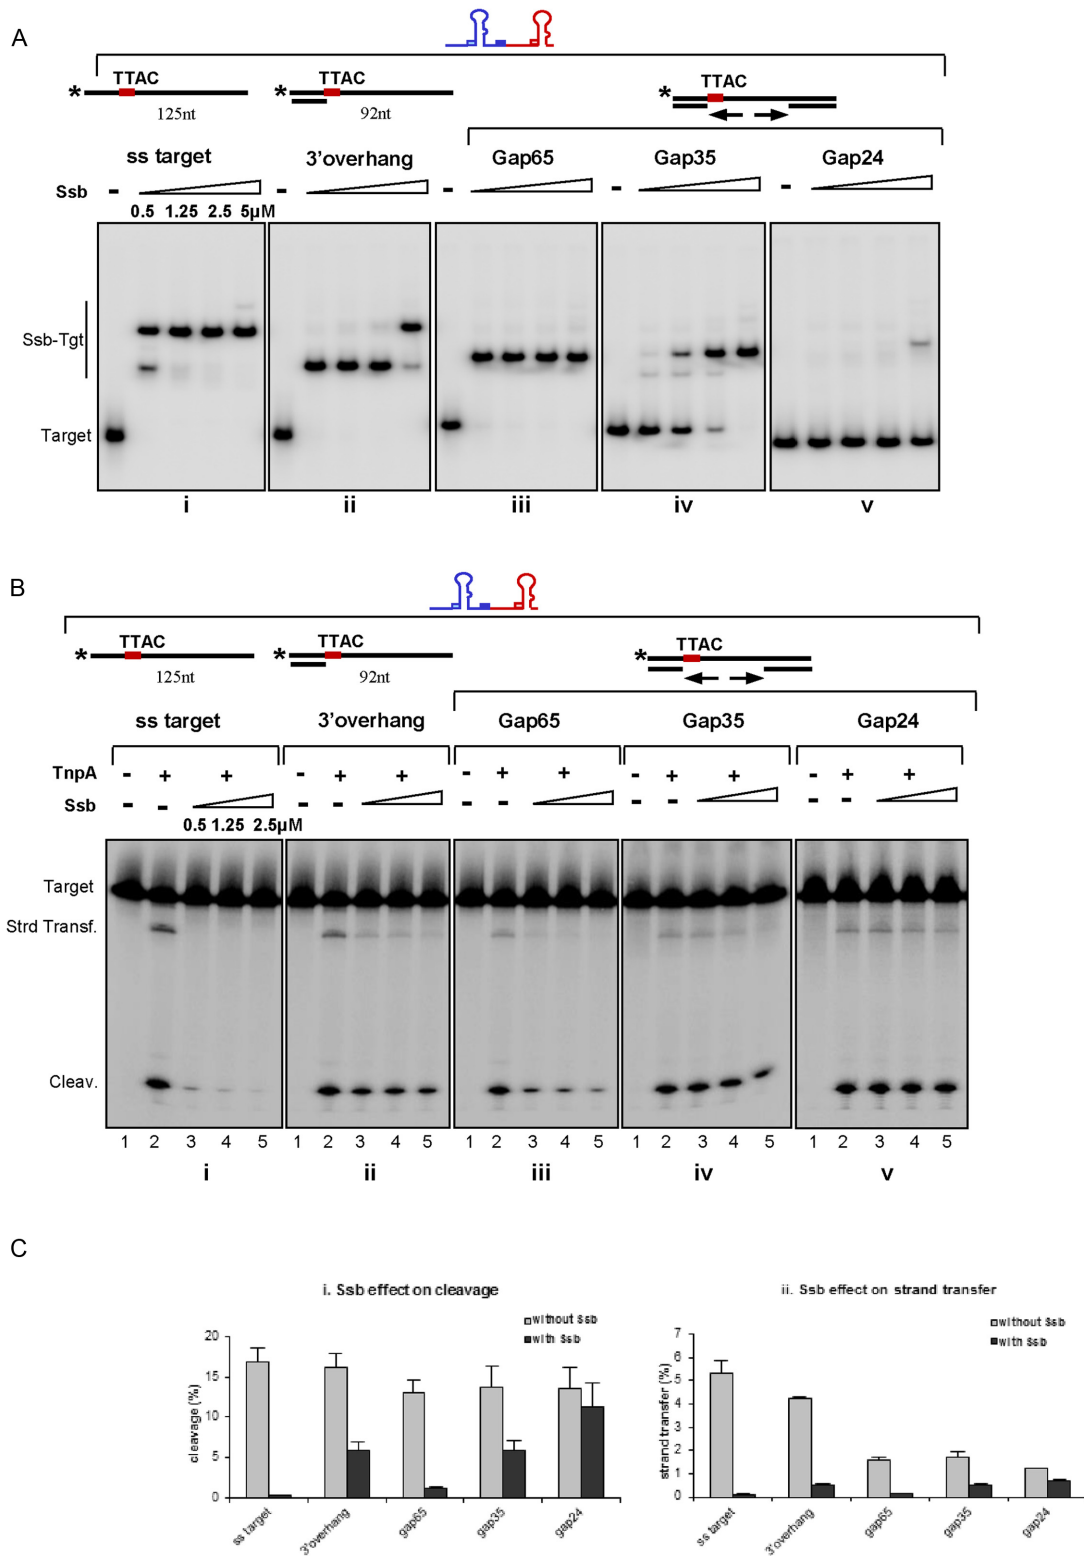 A
TTAC TTAC TTAC
* * *
125nt 92nt
ss target 3'overhang Gap65 Gap35 Gap24
Ssb - - - - -
0.5 1.25 2.5 5µM
Ssb-Tgt
Target
i ii iii iv v
B
TTAC TTAC TTAC
* * *
125nt 92nt
ss target 3'overhang Gap65 Gap35 Gap24
TnpA - + + - + + - + + - + + - + +
Ssb - - - - - - - - - -
0.5 1.25 2.5µM
Target
Strd Transf.
Cleav.
1 2 3 4 5 1 2 3 4 5 1 2 3 4 5 1 2 3 4 5 1 2 3 4 5
i ii iii iv v
C
i. Ssb effect on cleavage
without Ssb
with Ssb
cleavage (%)
20
15
10
5
0
ss target 3'overhang gap65 gap35 gap24
ii. Ssb effect on strand transfer
without Ssb
with Ssb
strand transfer (%)
7
6
5
4
3
2
1
0
ss target 3'overhang gap65 gap35 gap24